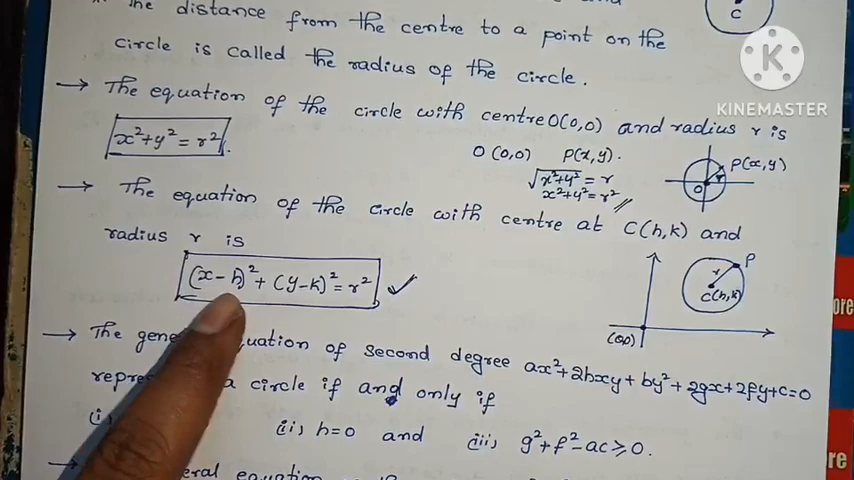 The distance from the centre to a point on the
circle is called the radius of the circle.
C
KINEMASTER
→ The equation of the circle with centre O(0,0) and radius r is
x²+y² = r².
O (0,0) P(x,y).
√x²+y² = r
x²+y² = r²
P(x,y)
r
O
→ The equation of the circle with centre at C(h,k) and
radius r is
(x-h)² + (y-k)² = r²
P
r
C(h,k)
(0,0)
→ The gene uation of second degree ax²+2hxy+by²+2gx+2fy+c=0
repre a circle if and only if
(i) (ii) h=0 and (iii) g²+f²-ac≥0.
→ eral equation
ore
ore